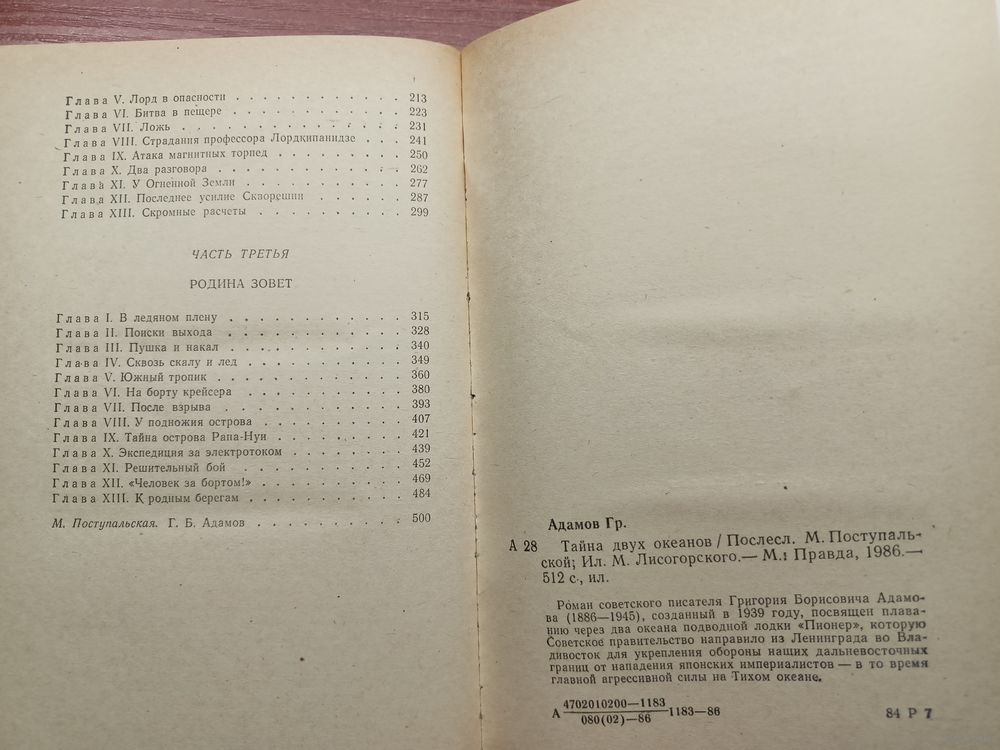 Глава V. Лорд в опасности . . . . . . . . . . . . 213
Глава VI. Битва в пещере . . . . . . . . . . . . 223
Глава VII. Ложь . . . . . . . . . . . . . . . 231
Глава VIII. Страдания профессора Лордкипанидзе . . . 241
Глава IX. Атака магнитных торпед . . . . . . . . . 250
Глава X. Два разговора . . . . . . . . . . . . . 262
Глава XI. У Огненной Земли . . . . . . . . . . . 277
Глава XII. Последнее усилие Скворешни . . . . . . 287
Глава XIII. Скромные расчеты . . . . . . . . . . 299
ЧАСТЬ ТРЕТЬЯ
РОДИНА ЗОВЕТ
Глава I. В ледяном плену . . . . . . . . . . . . 315
Глава II. Поиски выхода . . . . . . . . . . . . 328
Глава III. Пушка и накал . . . . . . . . . . . . 340
Глава IV. Сквозь скалу и лед . . . . . . . . . . . 349
Глава V. Южный тропик . . . . . . . . . . . . . 360
Глава VI. На борту крейсера . . . . . . . . . . . 380
Глава VII. После взрыва . . . . . . . . . . . . 393
Глава VIII. У подножия острова . . . . . . . . . . 407
Глава IX. Тайна острова Рапа-Нуи . . . . . . . . . 421
Глава X. Экспедиция за электротоком . . . . . . . . 439
Глава XI. Решительный бой . . . . . . . . . . . 452
Глава XII. «Человек за бортом!» . . . . . . . . . . 469
Глава XIII. К родным берегам . . . . . . . . . . . 484
М. Поступальская. Г. Б. Адамов . . . . . . . . . . 500
Адамов Гр.
А 28 Тайна двух океанов / Послесл. М. Поступаль-
ской; Ил. М. Лисогорского.— М.: Правда, 1986.—
512 с., ил.
Роман советского писателя Григория Борисовича Адамо-
ва (1886—1945), созданный в 1939 году, посвящен плава-
нию через два океана подводной лодки «Пионер», которую
Советское правительство направило из Ленинграда во Вла-
дивосток для укрепления обороны наших дальневосточных
границ от нападения японских империалистов — в то время
главной агрессивной силы на Тихом океане.
4702010200—1183
А 1183—86
080(02)—86
84 Р 7